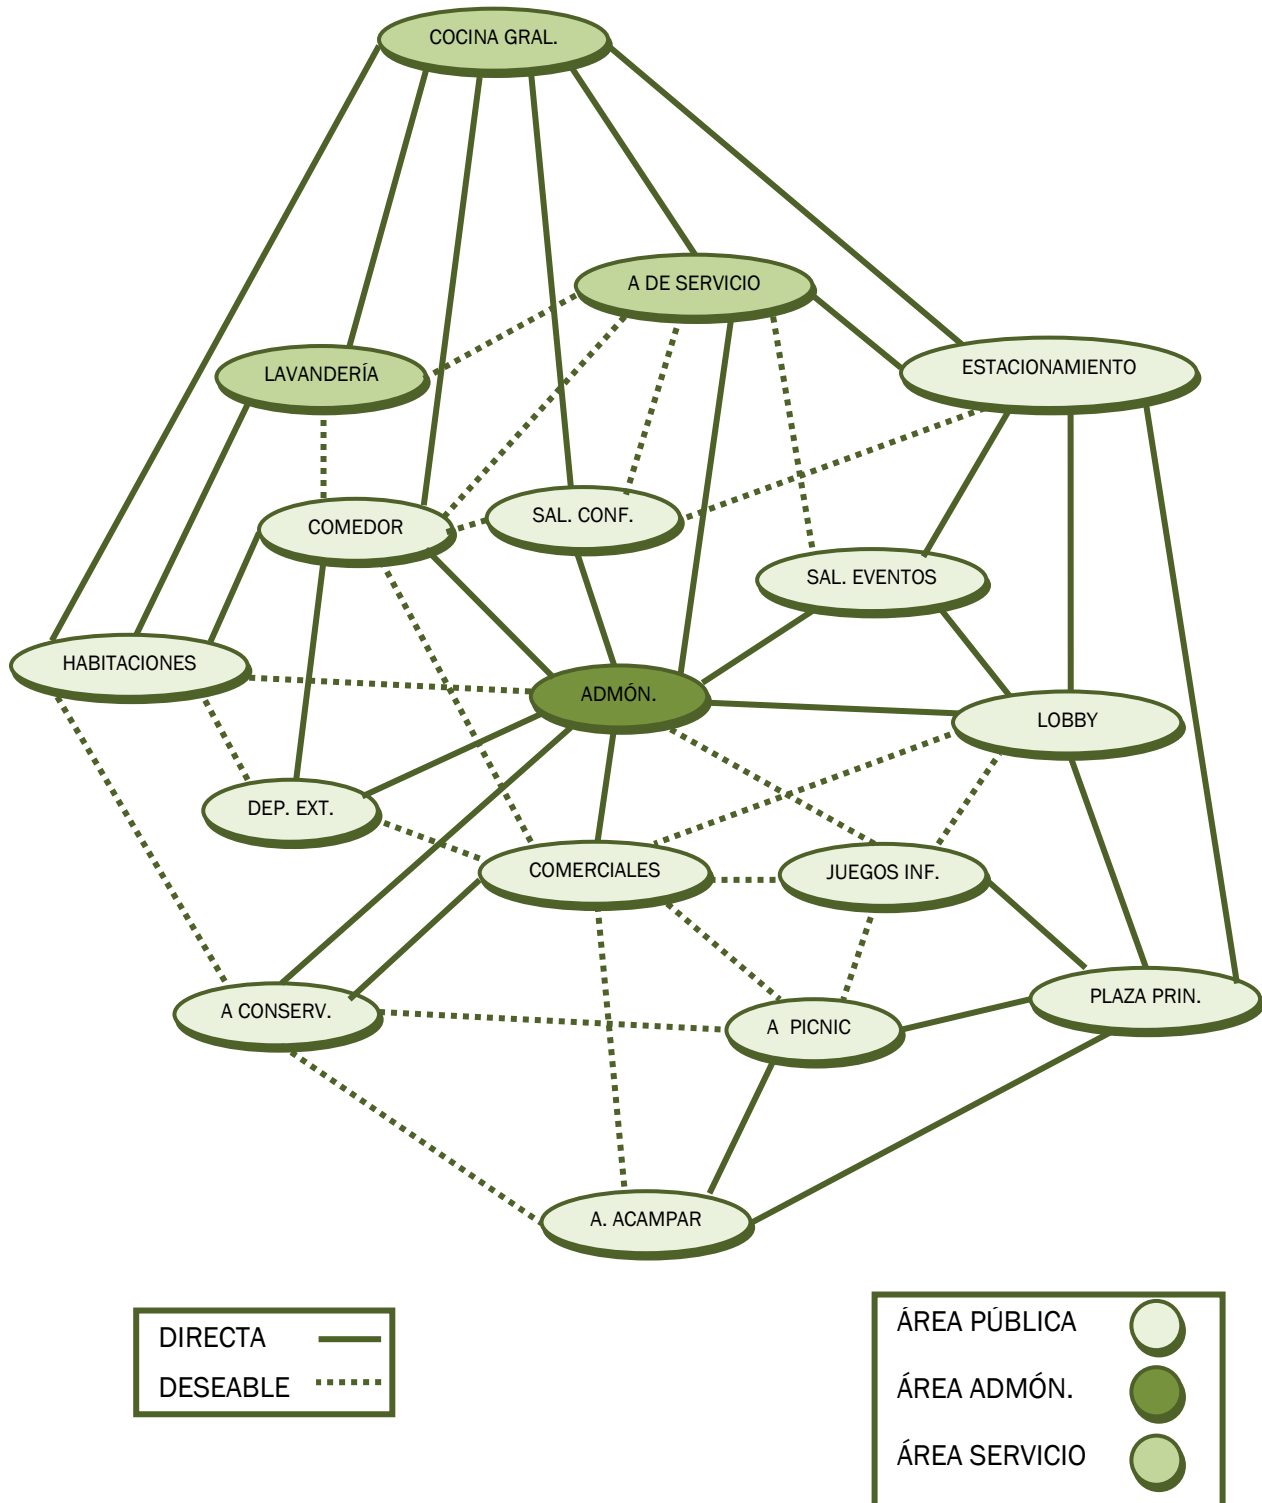 COCINA GRAL.
A DE SERVICIO
ESTACIONAMIENTO
LAVANDERÍA
SAL. CONF.
COMEDOR
SAL. EVENTOS
HABITACIONES
ADMÓN.
LOBBY
DEP. EXT.
COMERCIALES
JUEGOS INF.
PLAZA PRIN.
A CONSERV.
A PICNIC
A. ACAMPAR
DIRECTA
DESEABLE
ÁREA PÚBLICA
ÁREA ADMÓN.
ÁREA SERVICIO